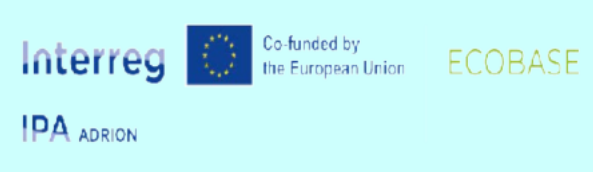 Interreg
Co-funded by
the European Union
ECOBASE
IPA ADRION